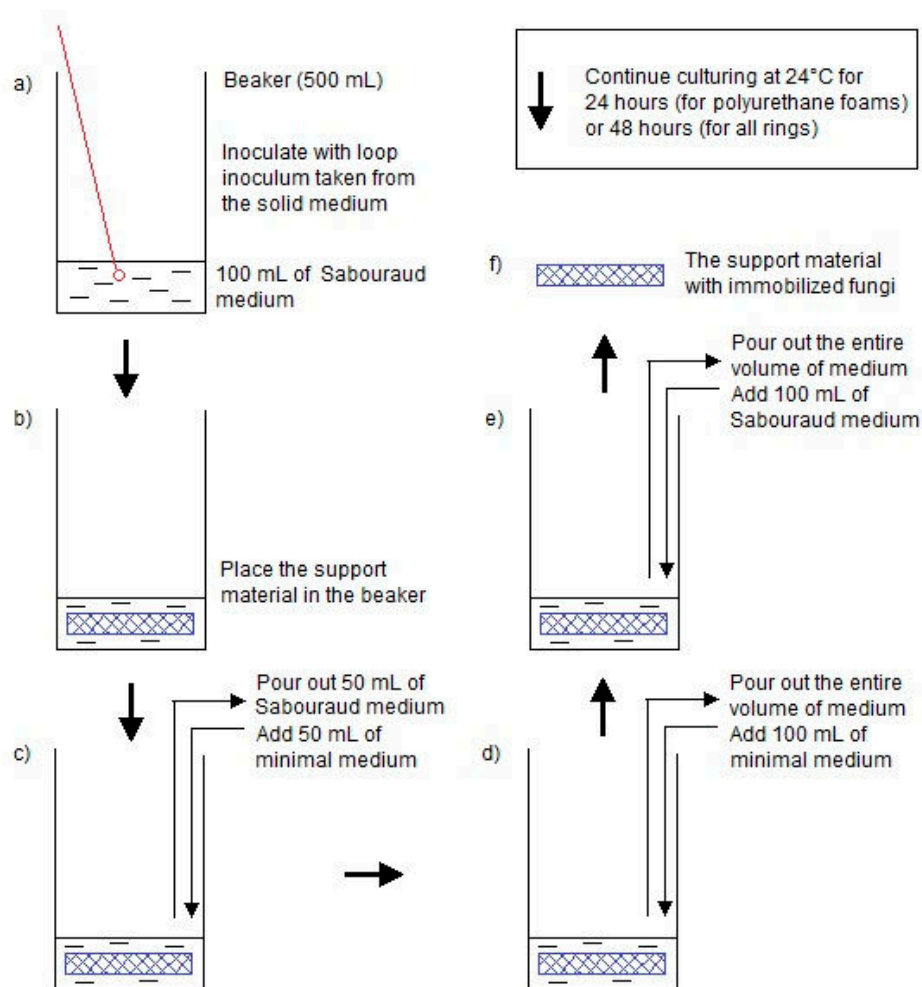 a)
Beaker (500 mL)
Inoculate with loop
inoculum taken from
the solid medium
100 mL of Sabouraud
medium
b)
Place the support
material in the beaker
c)
Pour out 50 mL of
Sabouraud medium
Add 50 mL of
minimal medium
d)
Pour out the entire
volume of medium
Add 100 mL of
minimal medium
e)
Pour out the entire
volume of medium
Add 100 mL of
Sabouraud medium
f)
The support material
with immobilized fungi
Continue culturing at 24°C for
24 hours (for polyurethane foams)
or 48 hours (for all rings)